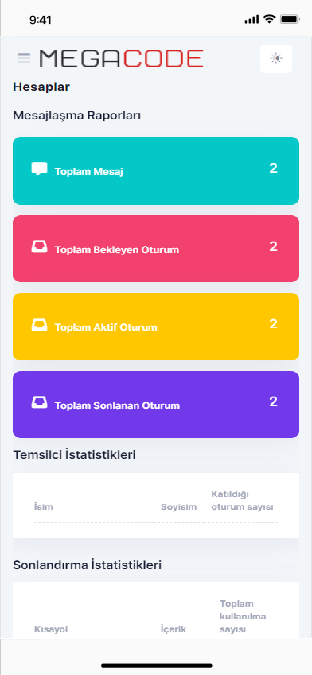 9:41
MEGACODE
Hesaplar
Mesajlaşma Raporları
Toplam Mesaj 2
Toplam Bekleyen Oturum 2
Toplam Aktif Oturum 2
Toplam Sonlanan Oturum 2
Temsilci İstatistikleri
İsim Soyisim Katıldığı
oturum sayısı
Sonlandırma İstatistikleri
Kısayol İçerik Toplam
kullanılma
sayısı